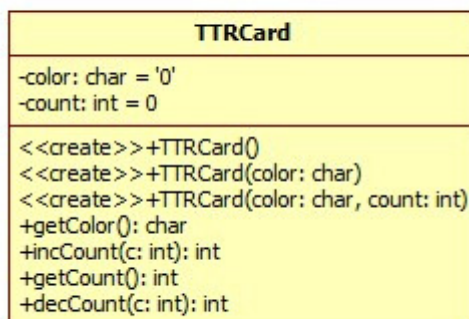 TTRCard
-color: char = '0'
-count: int = 0
<<create>>+TTRCard()
<<create>>+TTRCard(color: char)
<<create>>+TTRCard(color: char, count: int)
+getColor(): char
+incCount(c: int): int
+getCount(): int
+decCount(c: int): int